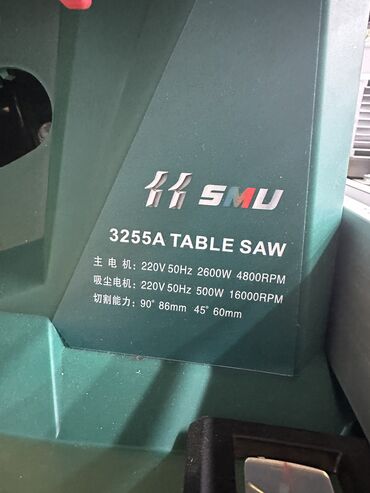 SMU
3255A TABLE SAW
主 电 机：220V 50Hz 2600W 4800RPM
吸尘电机：220V 50Hz 500W 16000RPM
切割能力：90° 86mm 45° 60mm